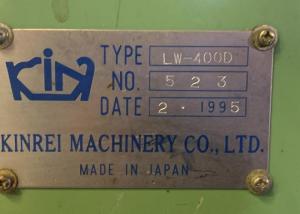 KiN
TYPE LW-400D
NO. 523
DATE 2 · 1995
KINREI MACHINERY CO., LTD.
MADE IN JAPAN